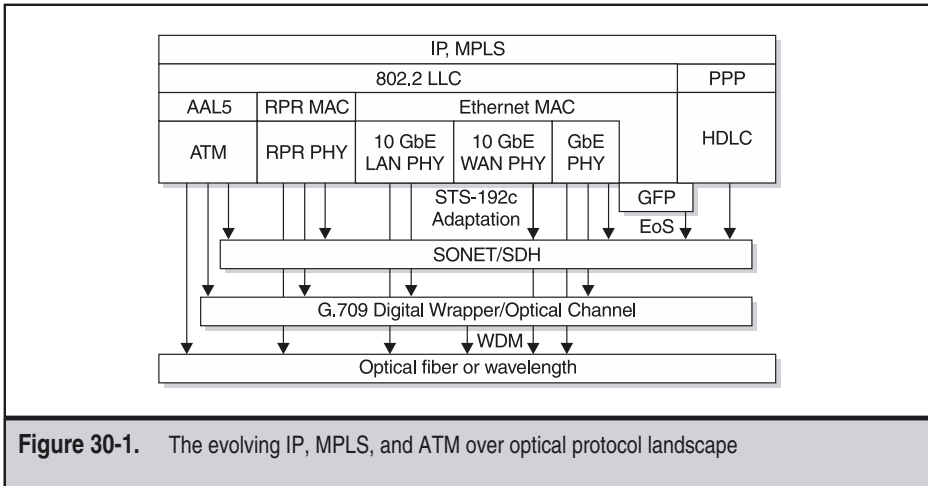 IP, MPLS
802.2 LLC
PPP
AAL5
RPR MAC
Ethernet MAC
HDLC
ATM
RPR PHY
10 GbE
LAN PHY
10 GbE
WAN PHY
GbE
PHY
STS-192c
Adaptation
GFP
EoS
SONET/SDH
G.709 Digital Wrapper/Optical Channel
WDM
Optical fiber or wavelength
Figure 30-1. The evolving IP, MPLS, and ATM over optical protocol landscape